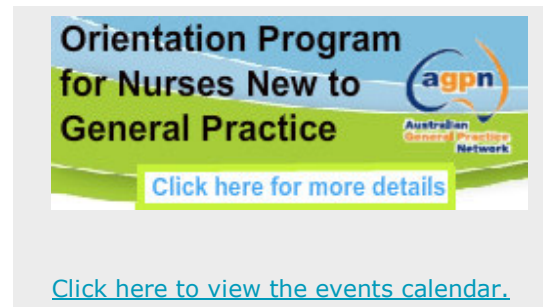 Orientation Program
for Nurses New to
General Practice
agpn
Australian
General Practice
Network
Click here for more details
Click here to view the events calendar.